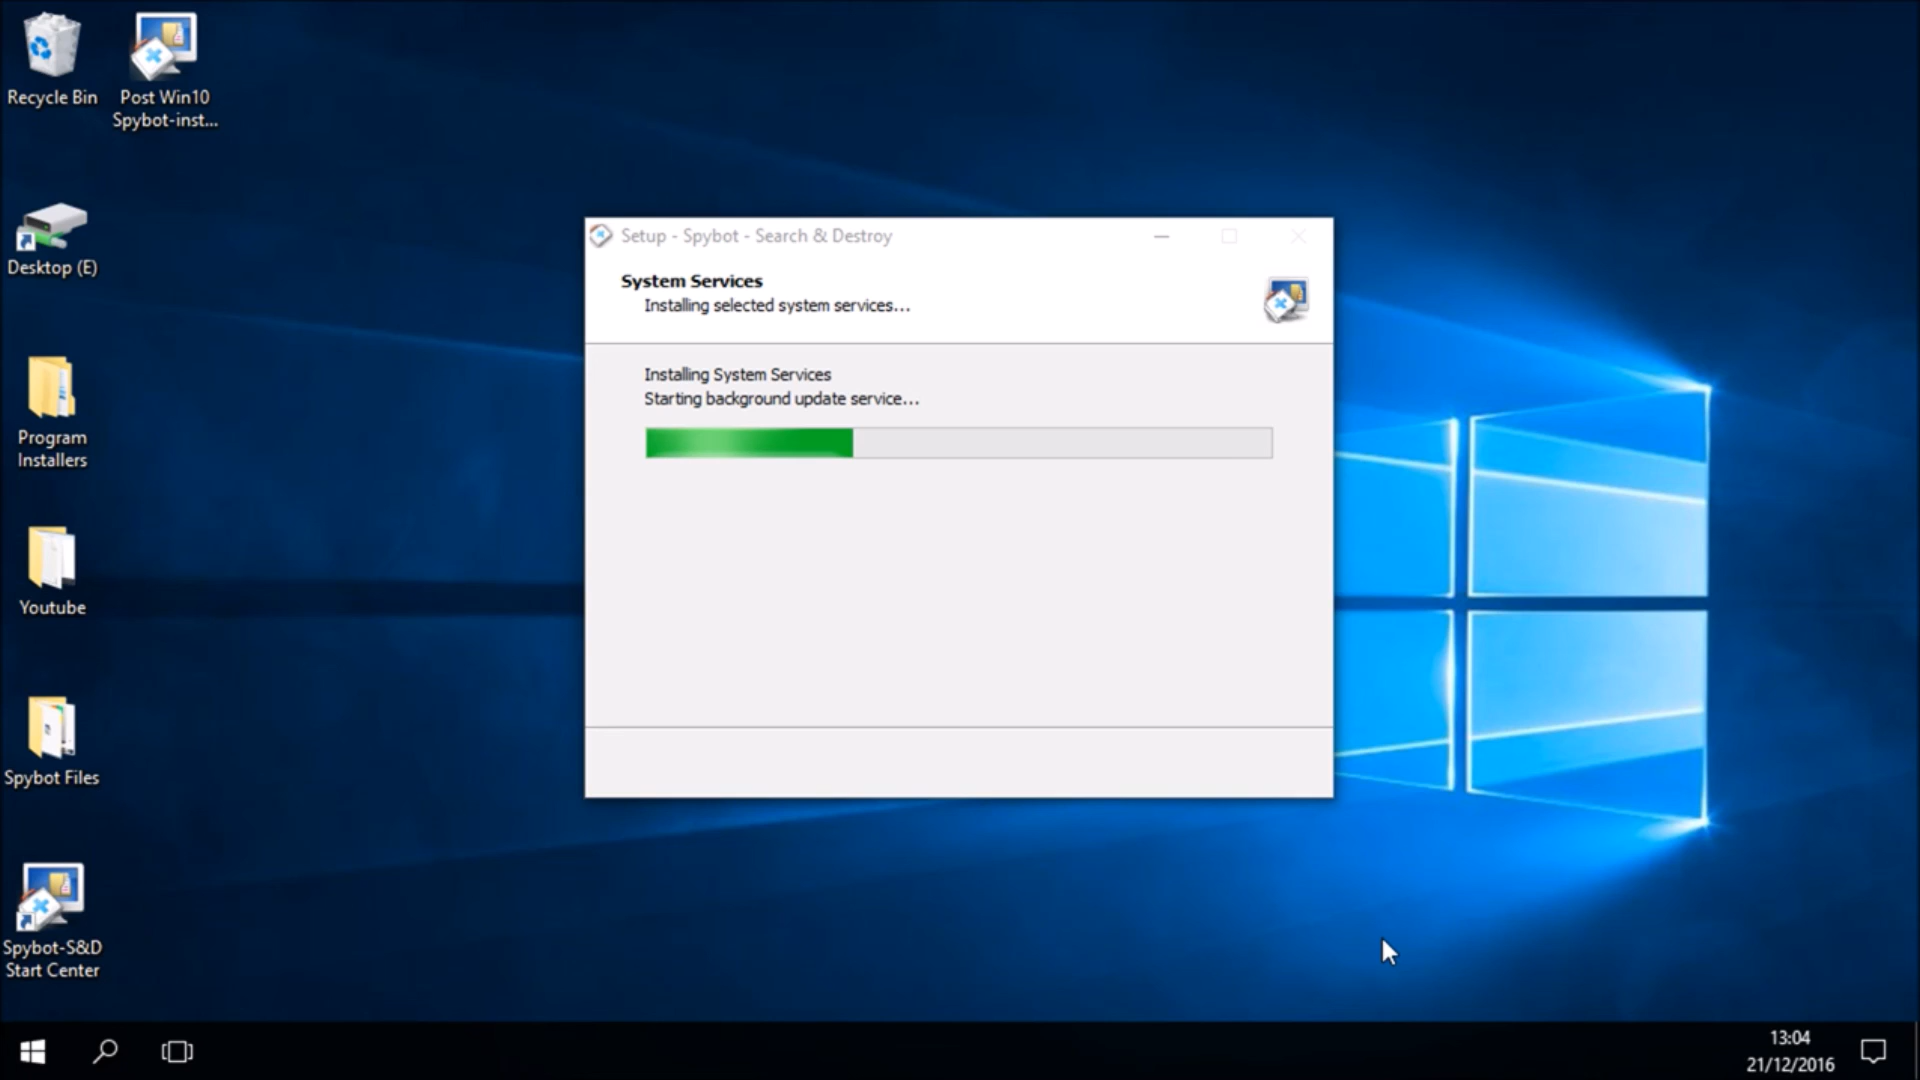 Recycle Bin
Post Win10
Spybot-inst...
Desktop (E)
Program
Installers
Youtube
Spybot Files
Spybot-S&D
Start Center
Setup - Spybot - Search & Destroy
System Services
Installing selected system services...
Installing System Services
Starting background update service...
13:04
21/12/2016